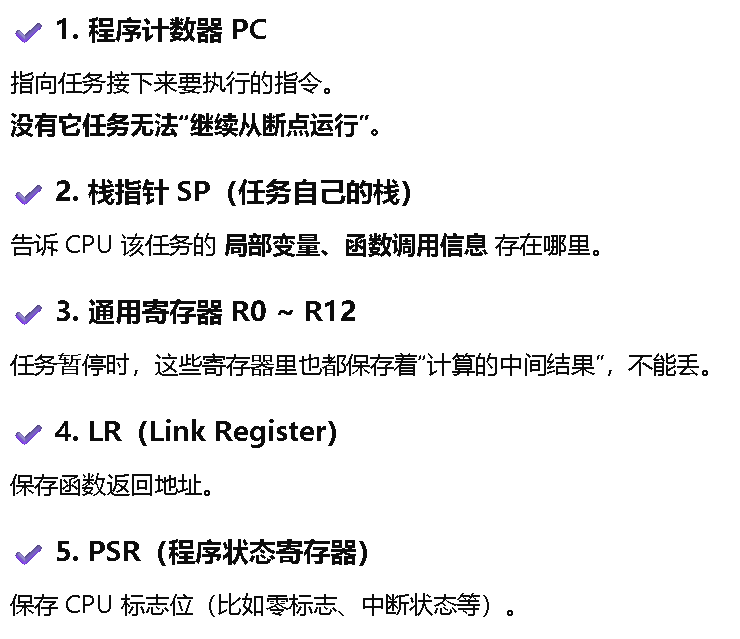 ✔ 1. 程序计数器 PC
指向任务接下来要执行的指令。
没有它任务无法“继续从断点运行”。
✔ 2. 栈指针 SP（任务自己的栈）
告诉 CPU 该任务的 局部变量、函数调用信息 存在哪里。
✔ 3. 通用寄存器 R0 ~ R12
任务暂停时，这些寄存器里也都保存着“计算的中间结果”，不能丢。
✔ 4. LR（Link Register）
保存函数返回地址。
✔ 5. PSR（程序状态寄存器）
保存 CPU 标志位（比如零标志、中断状态等）。